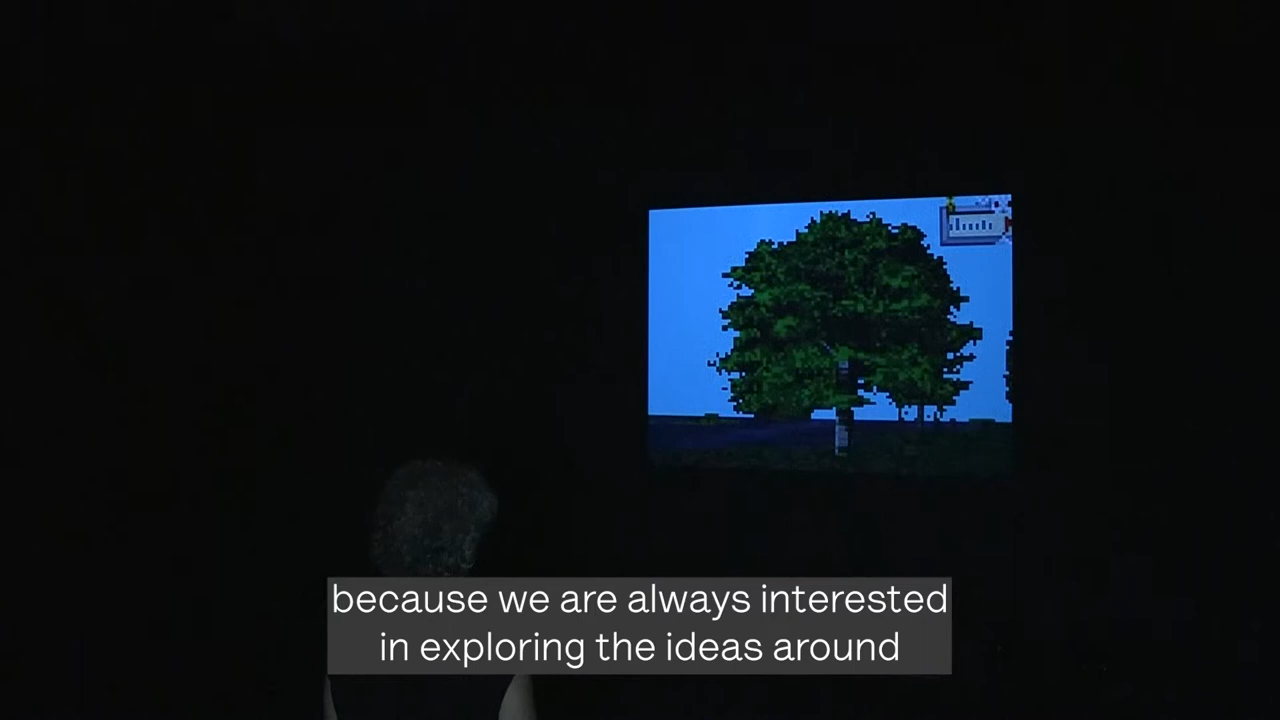 because we are always interested
in exploring the ideas around